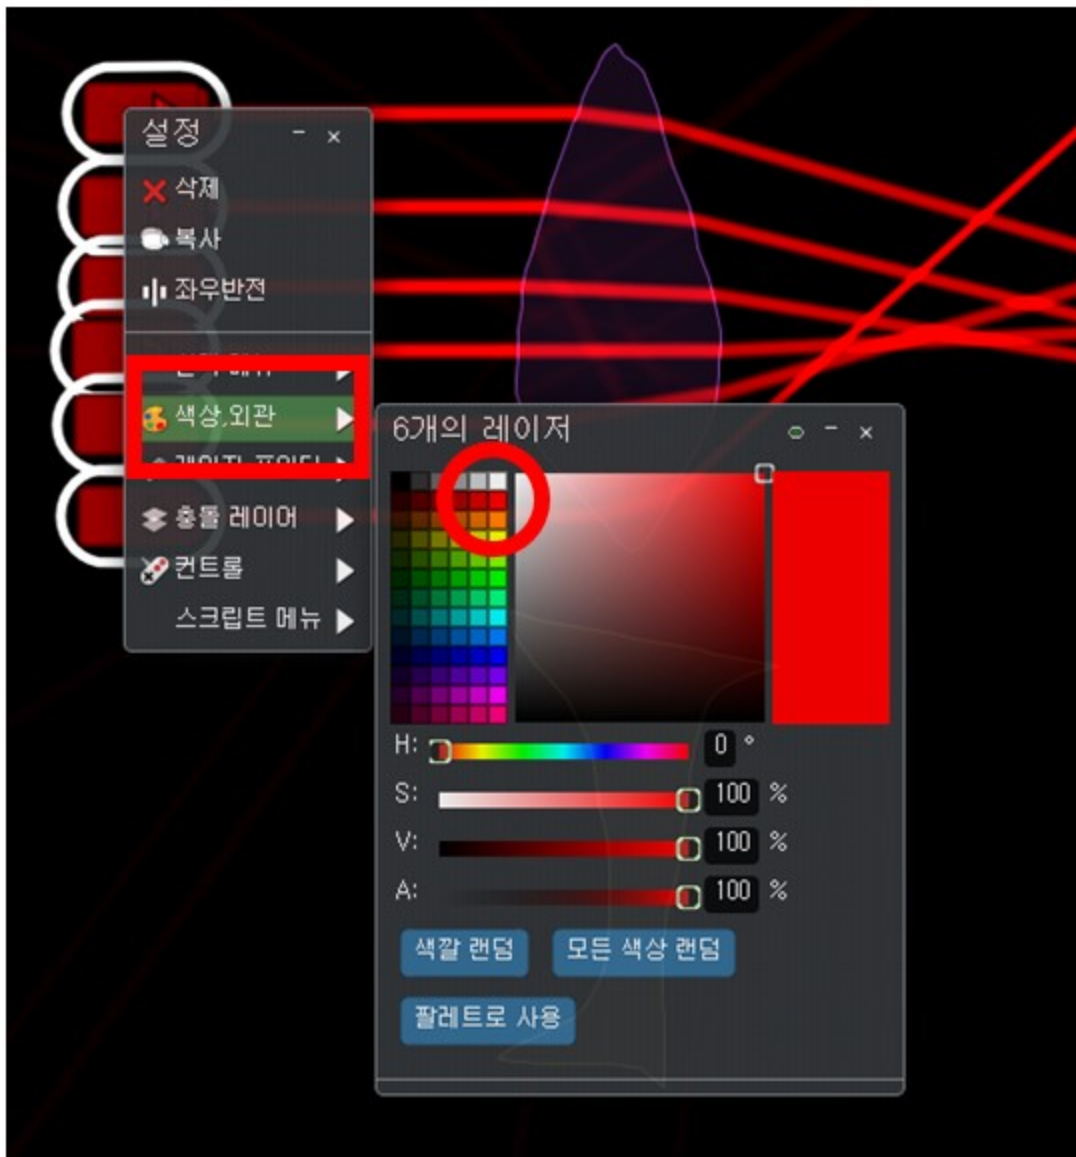 설정
삭제
복사
좌우반전
색상,외관
충돌 레이어
컨트롤
스크립트 메뉴
6개의 레이저
H: 0 °
S: 100 %
V: 100 %
A: 100 %
색깔 랜덤
모든 색상 랜덤
팔레트로 사용